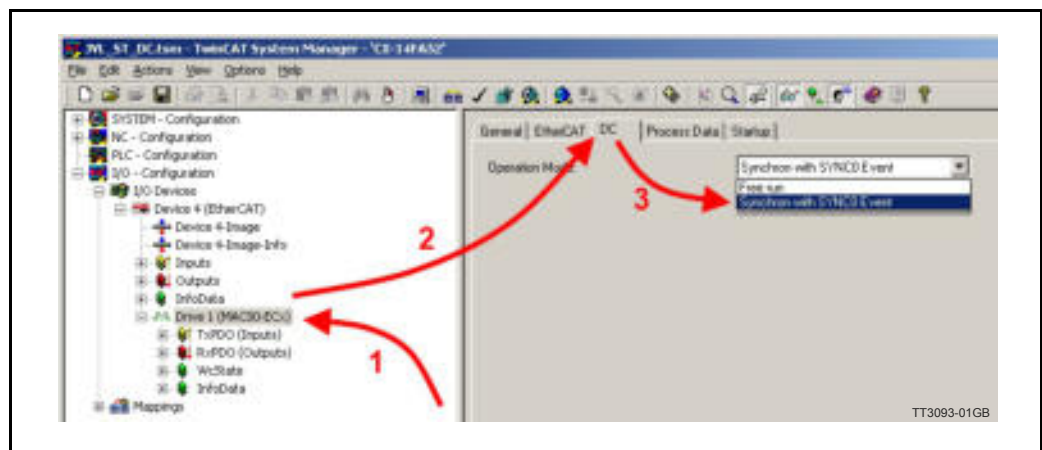 JVL_ST_DC.tsm - TwinCAT System Manager - 'CX-14FA52'
File Edit Actions View Options Help
SYSTEM - Configuration
NC - Configuration
PLC - Configuration
I/O - Configuration
I/O Devices
Device 4 (EtherCAT)
Device 4-Image
Device 4-Image-Info
Inputs
Outputs
InfoData
Drive 1 (MAC00-ECx)
TxPDO (Inputs)
RxPDO (Outputs)
WcState
InfoData
Mappings
General EtherCAT DC Process Data Startup
Operation Mode:
Synchron with SYNC0 Event
Free run
Synchron with SYNC0 Event
1
2
3
TT3093-01GB